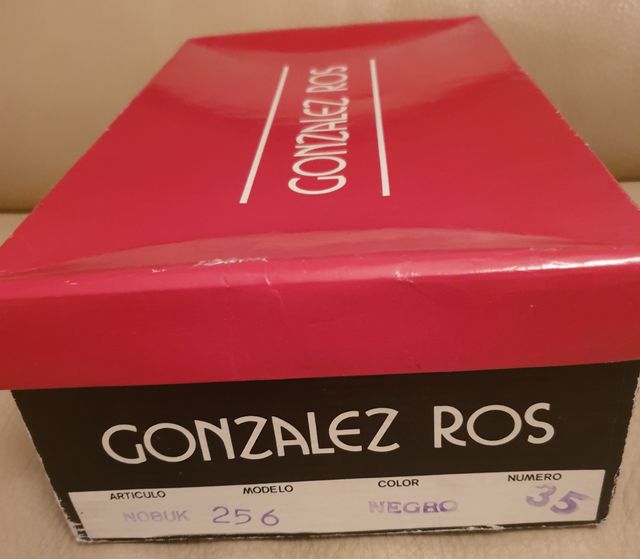 GONZALEZ ROS
GONZALEZ ROS
ARTICULO MODELO COLOR NUMERO
NOBUK 256 NEGRO 35